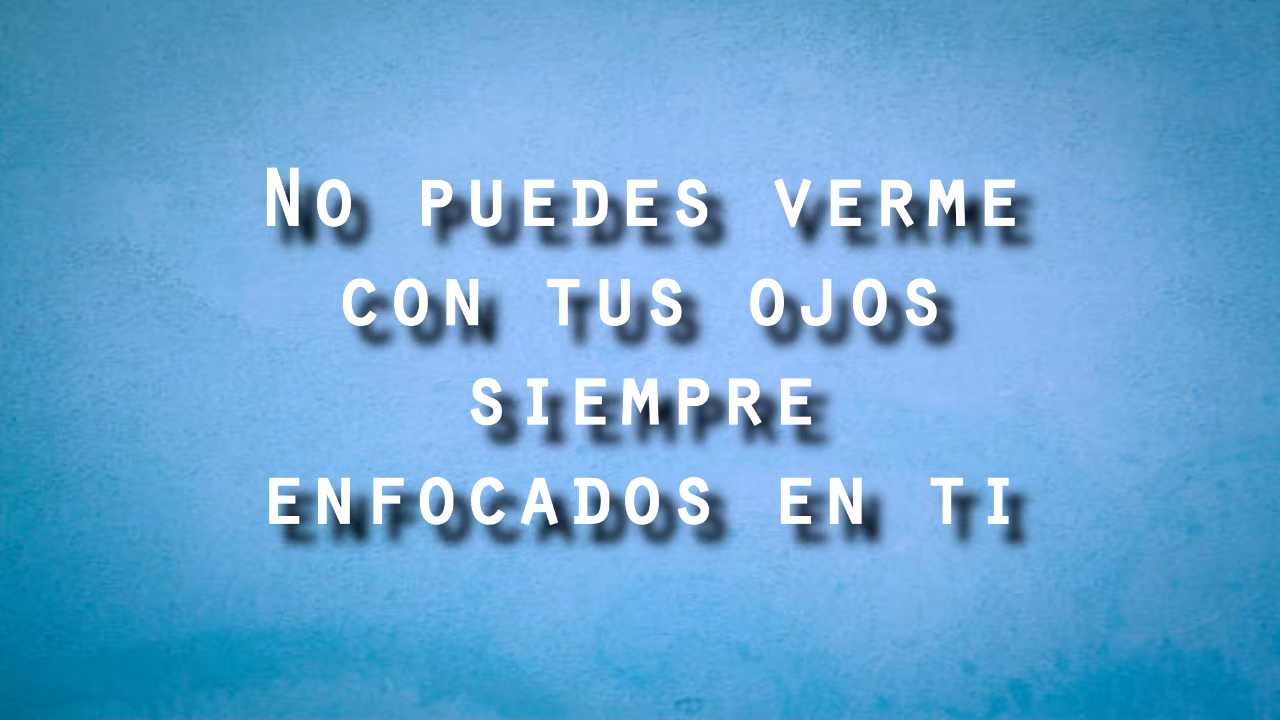 No puedes verme
con tus ojos
siempre
enfocados en ti